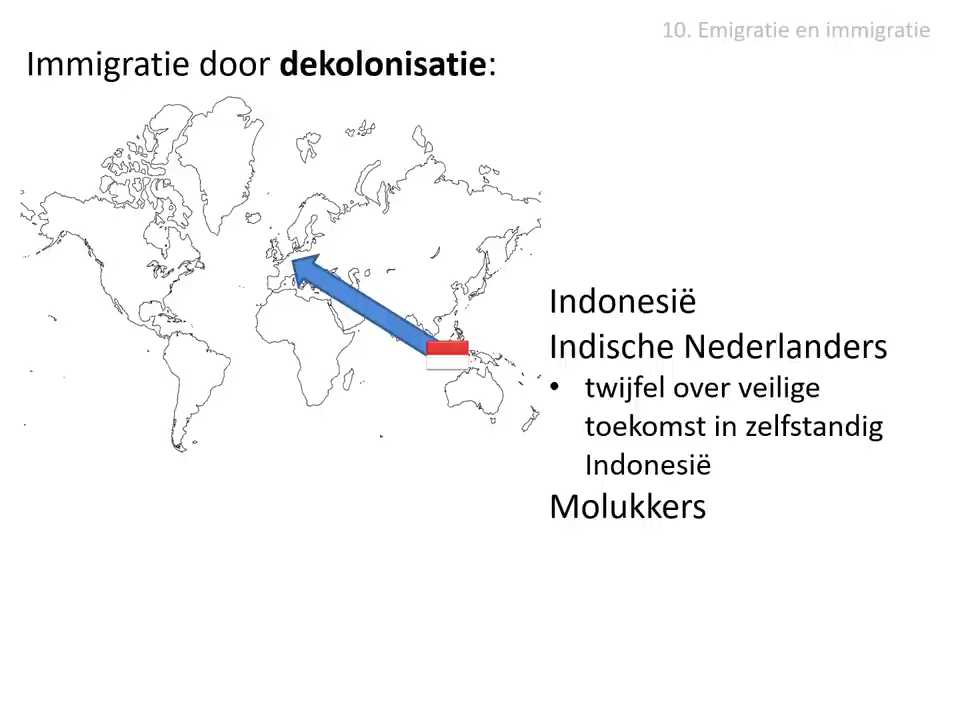 10. Emigratie en immigratie
Immigratie door dekolonisatie:
Indonesië
Indische Nederlanders
• twijfel over veilige
toekomst in zelfstandig
Indonesië
Molukkers